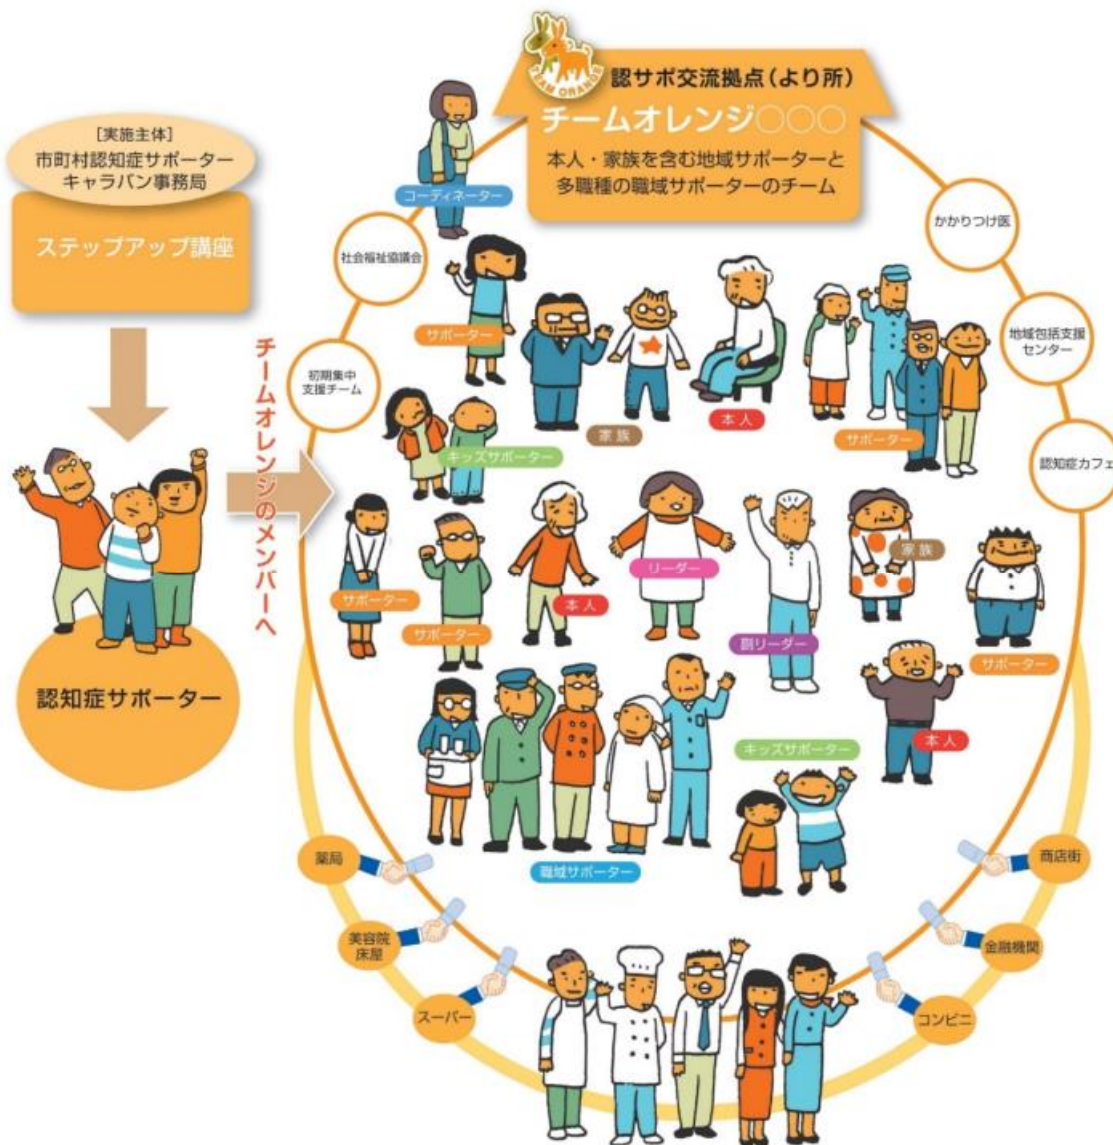 [実施主体]
市町村認知症サポーター
キャラバン事務局
ステップアップ講座
チームオレンジのメンバーへ
認知症サポーター
TEAM ORANGE
認サポ交流拠点(より所)
チームオレンジ○○○
本人・家族を含む地域サポーターと
多職種の職域サポーターのチーム
コーディネーター
社会福祉協議会
初期集中
支援チーム
かかりつけ医
地域包括支援
センター
認知症カフェ
サポーター
家族
本人
サポーター
キッズサポーター
サポーター
サポーター
本人
リーダー
副リーダー
家族
サポーター
本人
キッズサポーター
職域サポーター
薬局
美容院
床屋
スーパー
商店街
金融機関
コンビニ